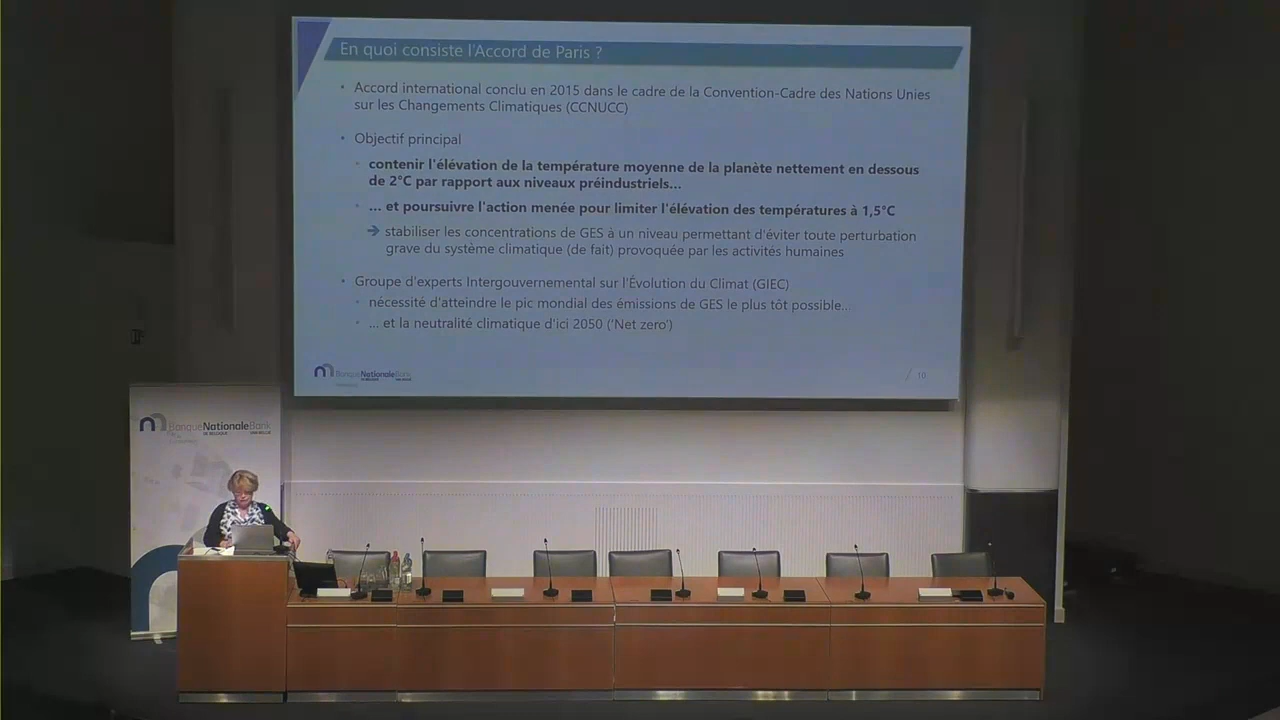 En quoi consiste l'Accord de Paris ?
• Accord international conclu en 2015 dans le cadre de la Convention-Cadre des Nations Unies
sur les Changements Climatiques (CCNUCC)
• Objectif principal
• contenir l'élévation de la température moyenne de la planète nettement en dessous
de 2°C par rapport aux niveaux préindustriels...
• ... et poursuivre l'action menée pour limiter l'élévation des températures à 1,5°C
➔ stabiliser les concentrations de GES à un niveau permettant d'éviter toute perturbation
grave du système climatique (de fait) provoquée par les activités humaines
• Groupe d'experts Intergouvernemental sur l'Évolution du Climat (GIEC)
• nécessité d'atteindre le pic mondial des émissions de GES le plus tôt possible...
• ... et la neutralité climatique d'ici 2050 ('Net zero')
BanqueNationaleBank
DE BELGIQUE
/ 10
BanqueNationaleBank
DE BELGIQUE